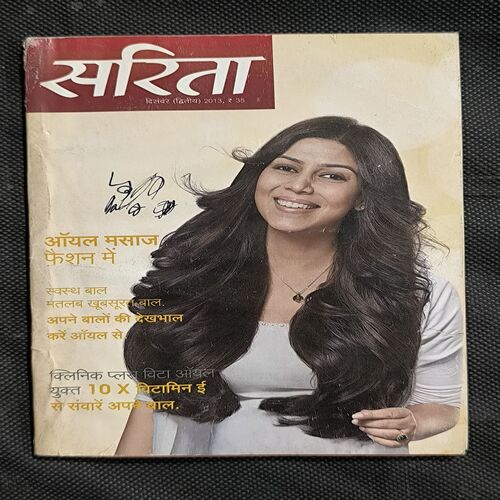 सरिता
दिसंबर (द्वितीय) 2013, ₹ 35
ऑयल मसाज
फैशन में
स्वस्थ बाल
मतलब खूबसूरत बाल.
अपने बालों की देखभाल
करें ऑयल से
क्लिनिक प्लस विटा ऑयल
युक्त 10 X विटामिन ई
से संवारें अपने बाल.